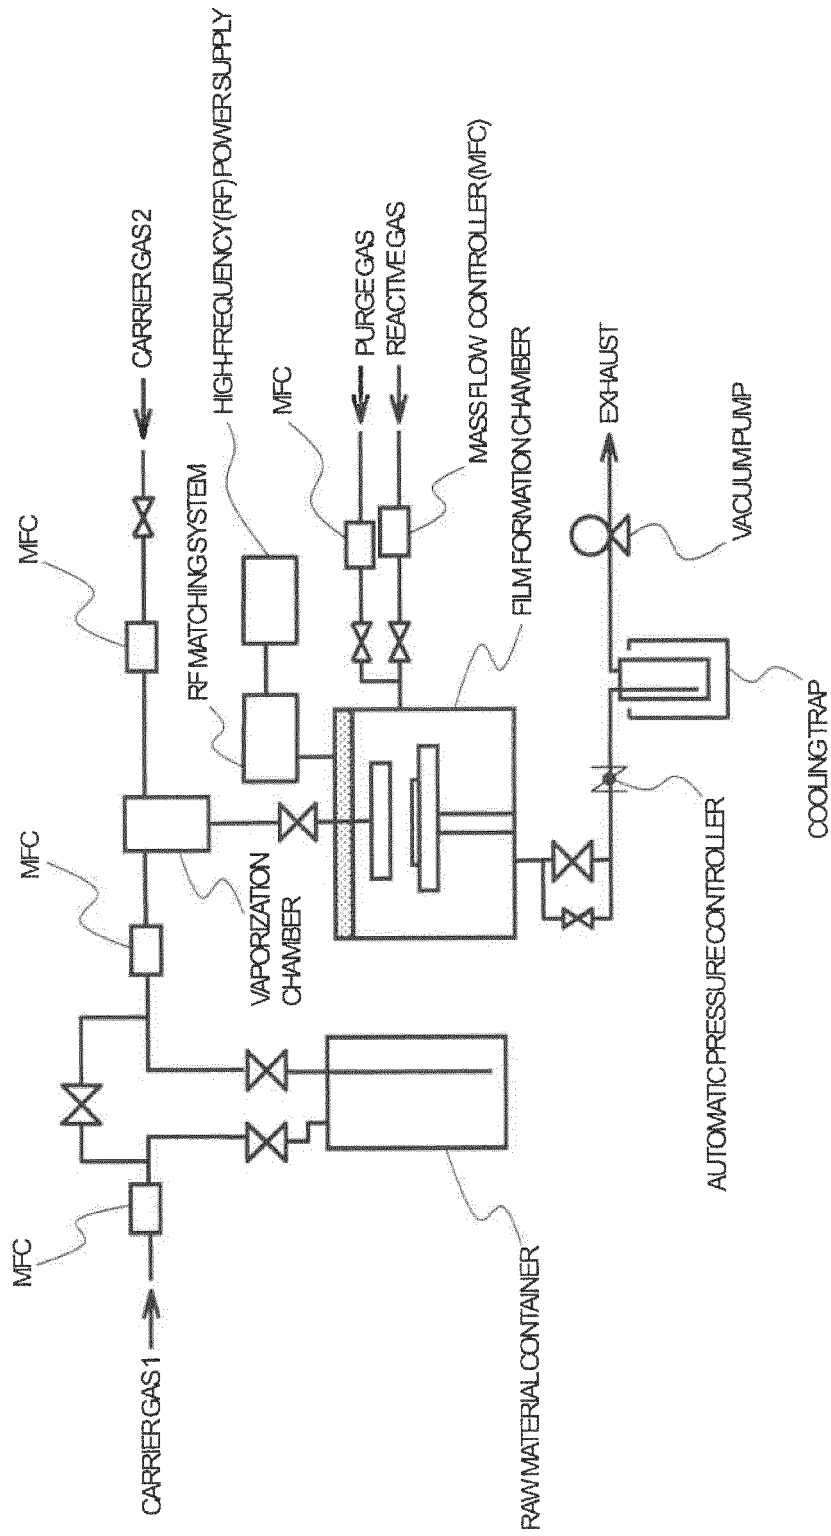 MFC
MFC
MFC
CARRIER GAS 1
CARRIER GAS 2
RF MATCHING SYSTEM
HIGH-FREQUENCY (RF) POWER SUPPLY
VAPORIZATION
CHAMBER
MFC
PURGE GAS
REACTIVE GAS
MASS FLOW CONTROLLER (MFC)
RAW MATERIAL CONTAINER
FILM FORMATION CHAMBER
EXHAUST
AUTOMATIC PRESSURE CONTROLLER
VACUUM PUMP
COOLING TRAP